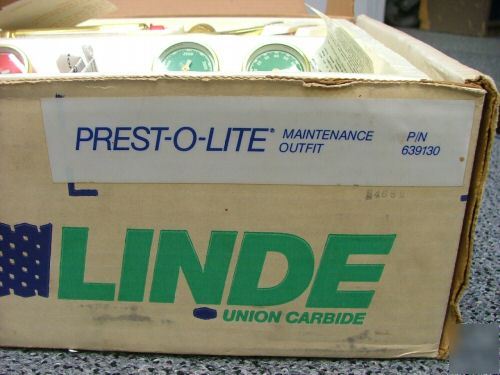 PREST-O-LITE® MAINTENANCE OUTFIT
P/N 639130
LINDE
UNION CARBIDE